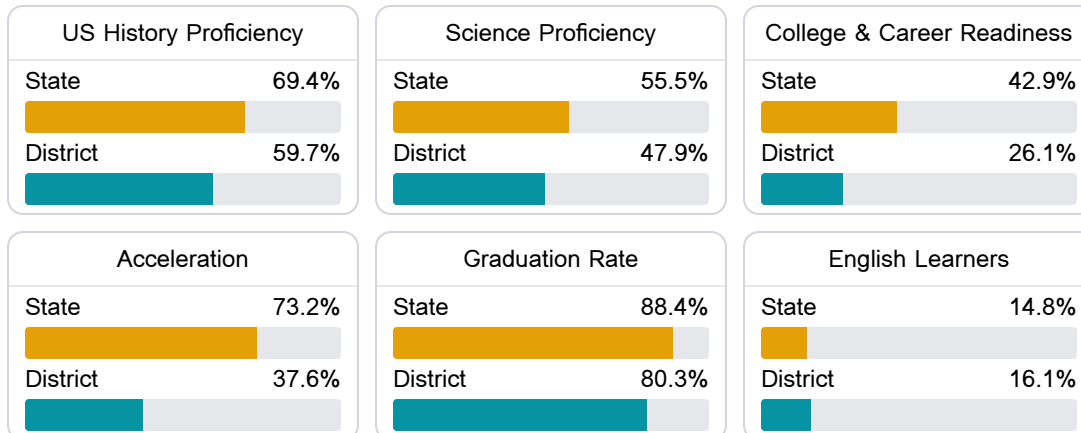 US History Proficiency
State 69.4%
District 59.7%
Science Proficiency
State 55.5%
District 47.9%
College & Career Readiness
State 42.9%
District 26.1%
Acceleration
State 73.2%
District 37.6%
Graduation Rate
State 88.4%
District 80.3%
English Learners
State 14.8%
District 16.1%